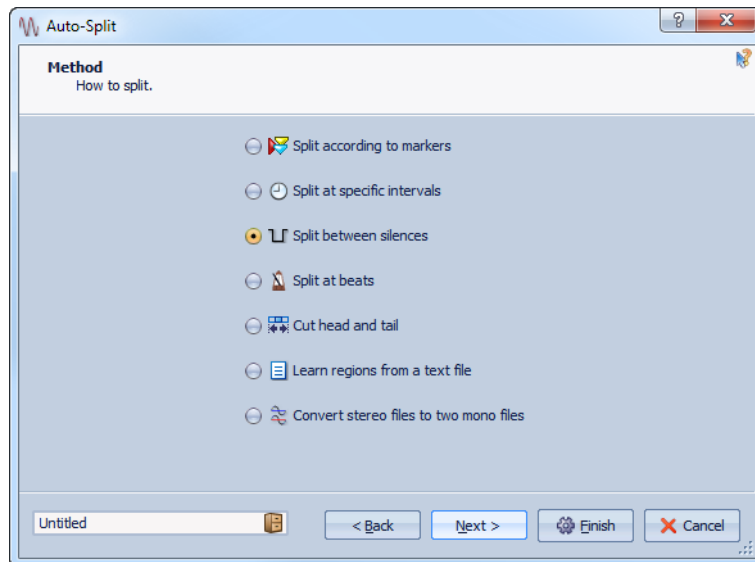 Auto-Split
Method
How to split.
Split according to markers
Split at specific intervals
Split between silences
Split at beats
Cut head and tail
Learn regions from a text file
Convert stereo files to two mono files
Untitled
< Back
Next >
Finish
Cancel